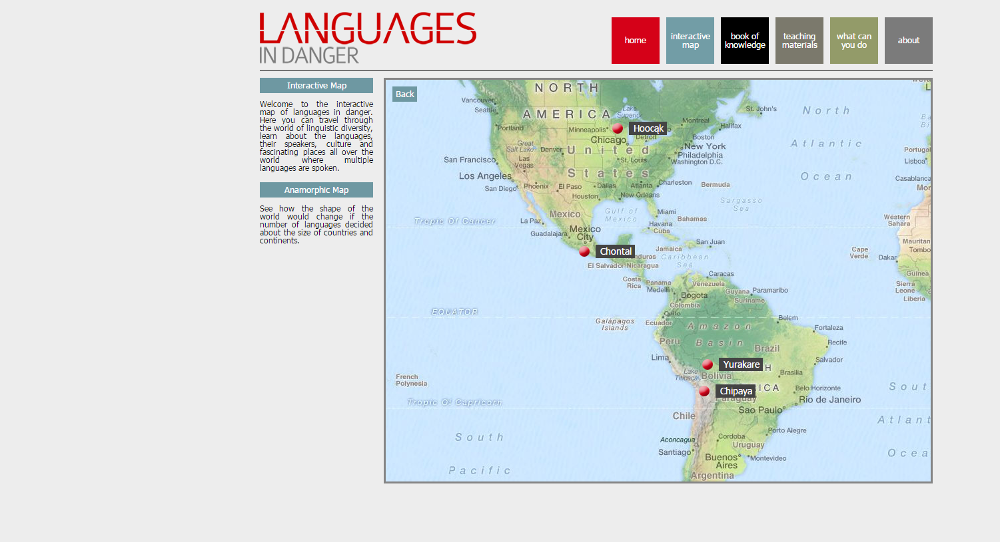 LANGUAGES
IN DANGER
home
interactive
map
book of
knowledge
teaching
materials
what can
you do
about
Interactive Map
Welcome to the interactive
map of languages in danger.
Here you can travel through
the world of linguistic diversity,
learn about the languages,
their speakers, culture and
fascinating places all over the
world where multiple
languages are spoken.
Anamorphic Map
See how the shape of the
world would change if the
number of languages decided
about the size of countries and
continents.
Back
NORTH
AMERICA
Vancouver
Seattle
Portland
Lake
Superior
Minneapolis
Hoocąk
Montreal
St. John's
Halifax
North
Atlantic
Ocean
Great
Salt Lake
Denver
Chicago
Detroit
Boston
New York
Philadelphia
Washington D.C.
United
States
San Francisco
Las
Vegas
St. Louis
Los Angeles
San Diego
Phoenix
El Paso
Dallas
Atlanta
Charleston
Bermuda
Houston
New Orleans
Portugal
Lisboa
Casablanca
Mor
Sargasso
Sea
Gulf of
Mexico
Miami
Bahamas
Tropic Of Cancer
La Paz
Mexico
Havana
Cuba
Western
Sahara
Guadalajara
Mexico
City
San Juan
Mauritan
Tombo
Chontal
nduras
Jamaica
Caribbean
Sea
Cape
Verde
Dakar
El Salvador
Nicaragua
Guinea
Costa
Rica
Panama
Caracas
Venezuela
Sierra
Leone
Liberia
Medellin
Bogota
Colombia
Guyana
Suriname
Paramaribo
EQUATOR
Quito
Ecuador
Galápagos
Islands
Belem
Amazon
Basin
Fortaleza
Recife
Peru
Brazil
Lima
Yurakare
H
Salvador
Lake
Titicaca
Bolivia
Brasilia
French
Polynesia
Chipaya
ICA
Belo Horizonte
Paraguay
Rio de Janeiro
Tropic Of Capricorn
Sao Paulo
Chile
South
Pacific
Aconcagua
Cordoba
Porto Alegre
Uruguay
Santiago
Buenos
Aires
Montevideo
Argentina
Sout
Atlant
Ocea